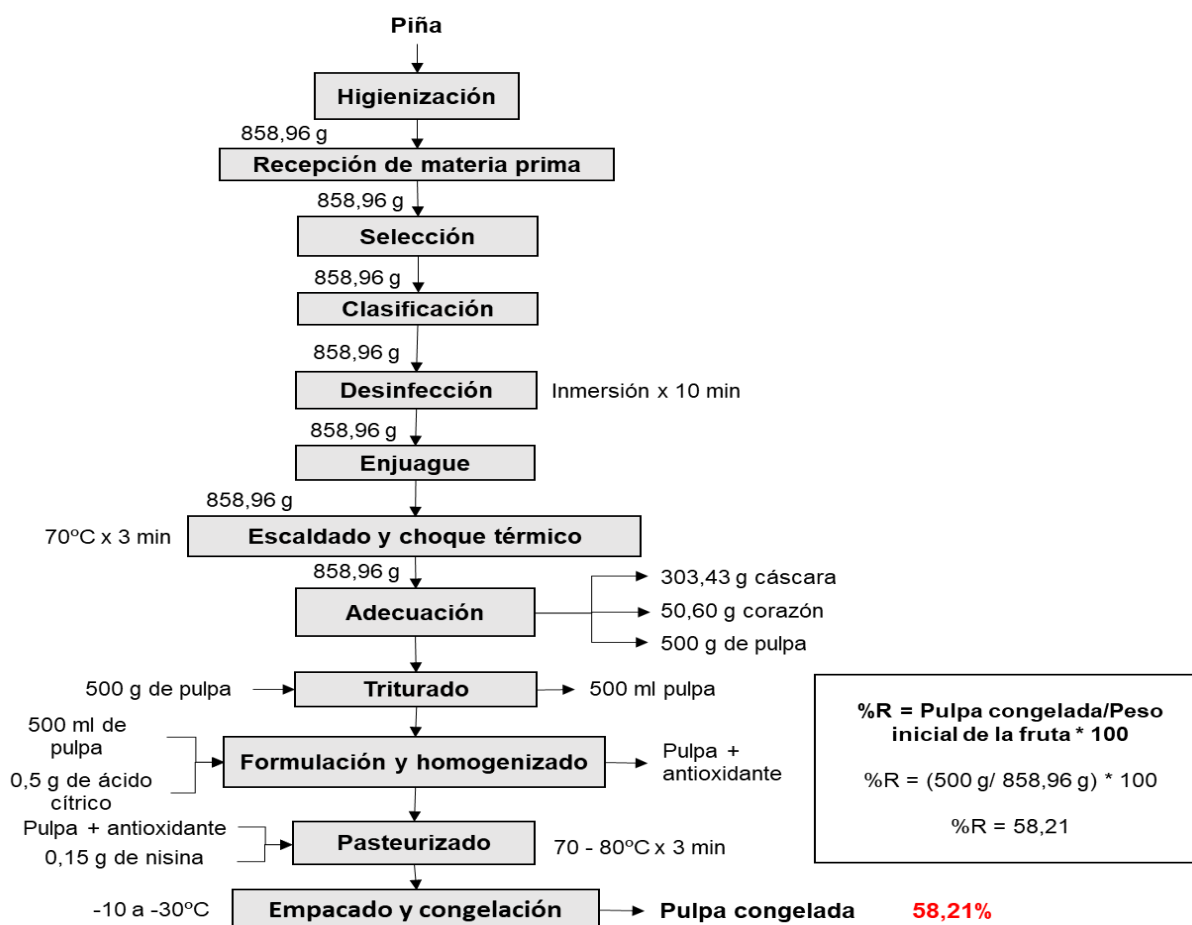 Piña
Higienización
858,96 g
Recepción de materia prima
858,96 g
Selección
858,96 g
Clasificación
858,96 g
Desinfección
Inmersión x 10 min
858,96 g
Enjuague
858,96 g
70ºC x 3 min
Escaldado y choque térmico
858,96 g
Adecuación
303,43 g cáscara
50,60 g corazón
500 g de pulpa
500 g de pulpa
Triturado
500 ml pulpa
500 ml de
pulpa
0,5 g de ácido
cítrico
Formulación y homogenizado
Pulpa +
antioxidante
Pulpa + antioxidante
0,15 g de nisina
Pasteurizado
70 - 80ºC x 3 min
-10 a -30ºC
Empacado y congelación
Pulpa congelada
58,21%
%R = Pulpa congelada/Peso
inicial de la fruta * 100
%R = (500 g/ 858,96 g) * 100
%R = 58,21